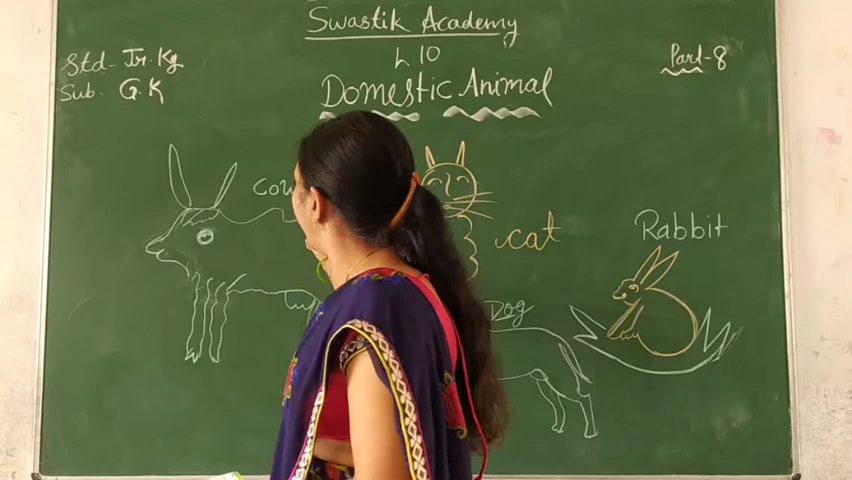 Swastik Academy
L.10
Std- Jr. Kg
Part-8
Sub. G.K
Domestic Animal
cow
cat
Rabbit
Dog